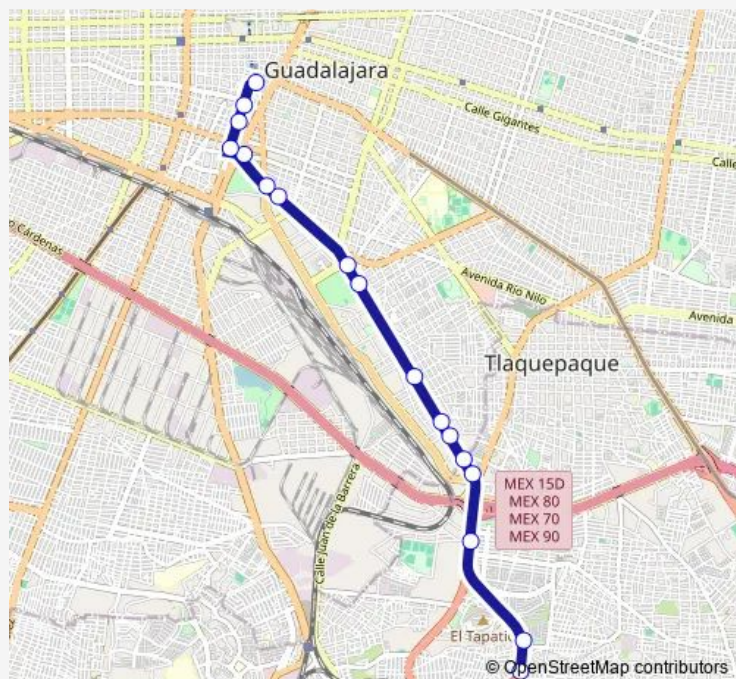 Guadalajara
Calle Gigantes
Calle
o Cárdenas
Avenida Río Nilo
Avenida
Tlaquepaque
MEX 15D
MEX 80
MEX 70
MEX 90
Calle Juan de la Barrera
El Tapatí
© OpenStreetMap contributors